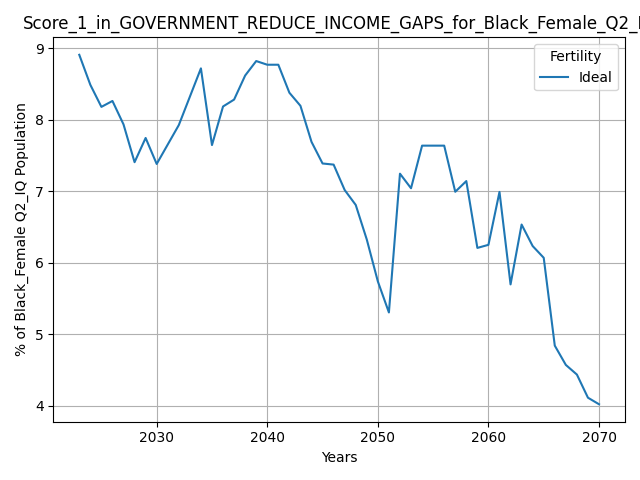 Score_1_in_GOVERNMENT_REDUCE_INCOME_GAPS_for_Black_Female_Q2_I
Fertility
Ideal
9
8
7
6
5
4
% of Black_Female Q2_IQ Population
2030 2040 2050 2060 2070
Years